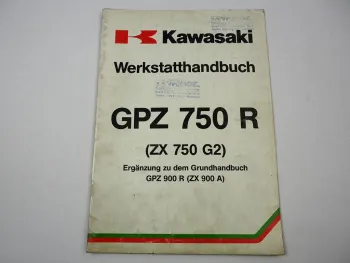 Kawasaki
Werkstatthandbuch
GPZ 750 R
(ZX 750 G2)
Ergänzung zu dem Grundhandbuch
GPZ 900 R (ZX 900 A)